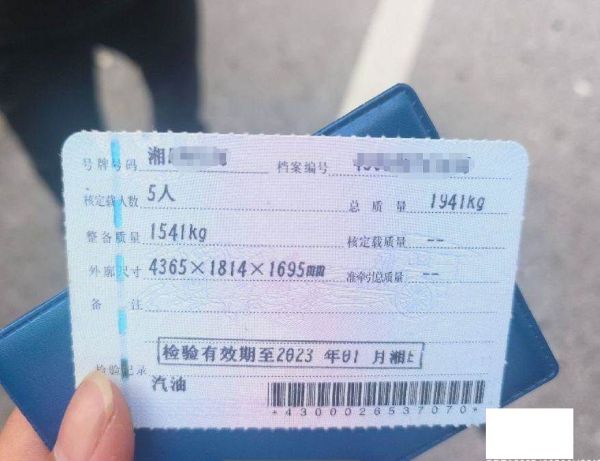 号牌号码 湘 档案编号
核定载人数 5人 总质量 1941kg
整备质量 1541kg 核定载质量 --
外廓尺寸 4365×1814×1695mm 准牵引总质量 --
备注
检验有效期至2023 年01 月湘E
检验记录
汽油
*4300026537070*